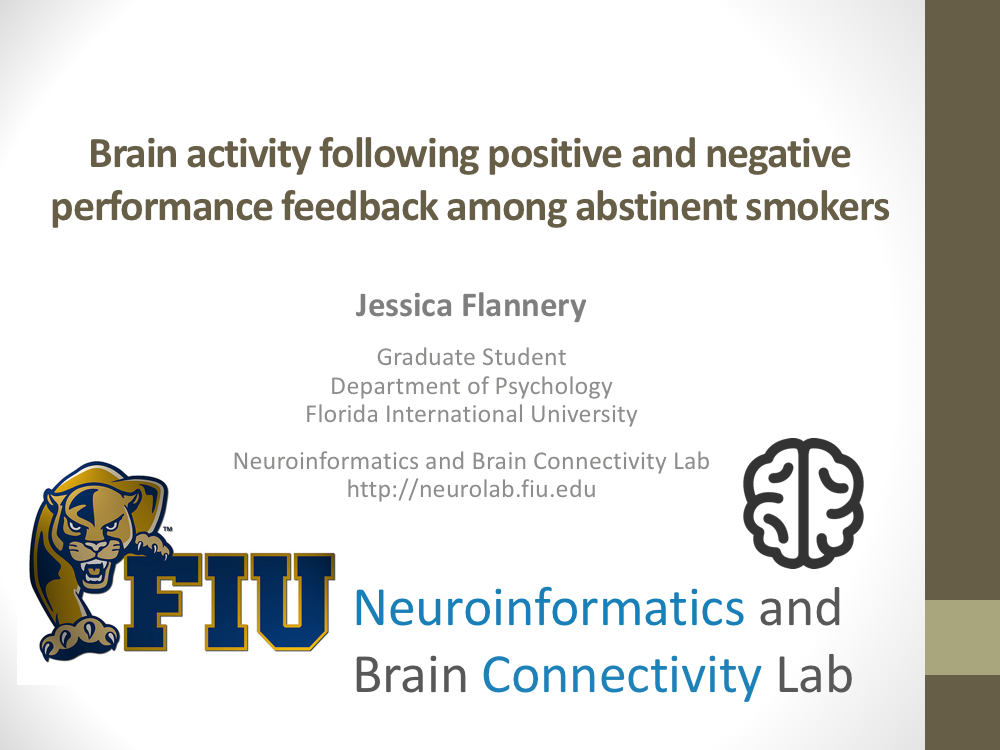 Brain activity following positive and negative
performance feedback among abstinent smokers
Jessica Flannery
Graduate Student
Department of Psychology
Florida International University
Neuroinformatics and Brain Connectivity Lab
http://neurolab.fiu.edu
™
FIU
Neuroinformatics and
Brain Connectivity Lab